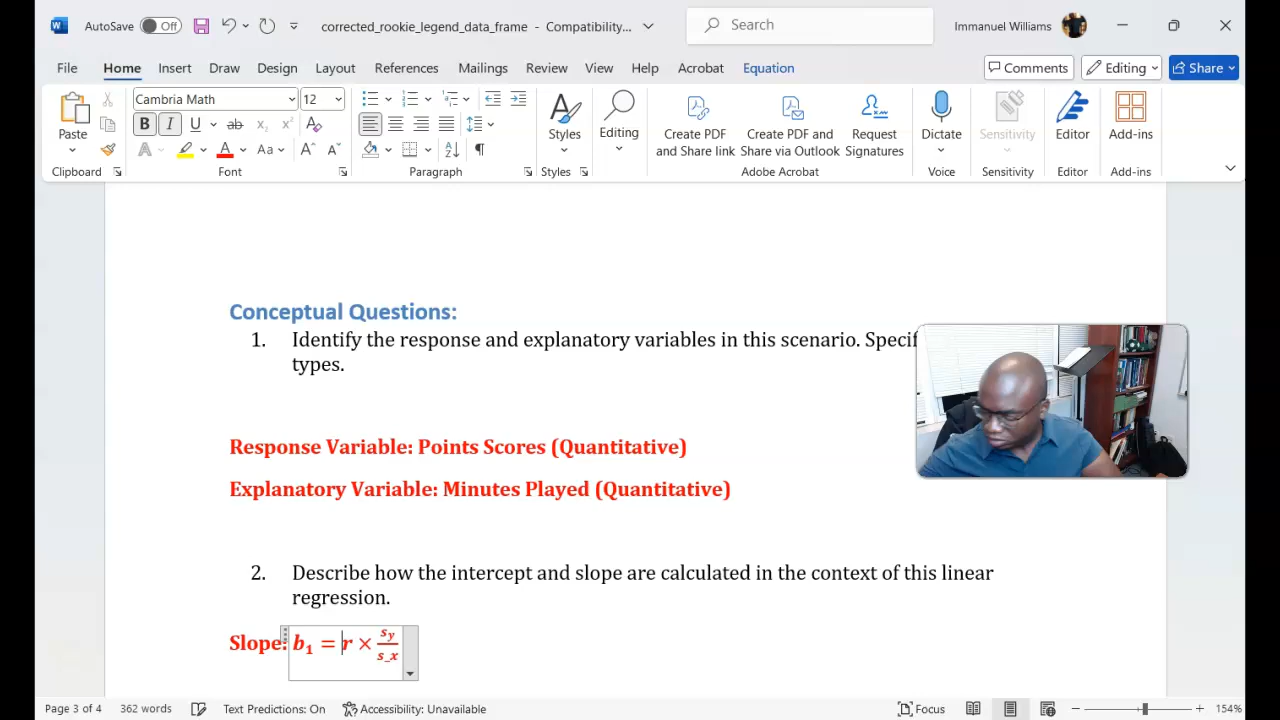 AutoSave Off corrected_rookie_legend_data_frame - Compatibility... Search Immanuel Williams
File Home Insert Draw Design Layout References Mailings Review View Help Acrobat Equation Comments Editing Share
Cambria Math 12
Paste Styles Editing Create PDF and Share link Create PDF and Share via Outlook Request Signatures Dictate Sensitivity Editor Add-ins
Clipboard Font Paragraph Styles Adobe Acrobat Voice Sensitivity Editor Add-ins
Conceptual Questions:
1. Identify the response and explanatory variables in this scenario. Specif
types.
Response Variable: Points Scores (Quantitative)
Explanatory Variable: Minutes Played (Quantitative)
2. Describe how the intercept and slope are calculated in the context of this linear
regression.
Slope: b₁ = r × s_y / s_x
Page 3 of 4 362 words Text Predictions: On Accessibility: Unavailable Focus 154%